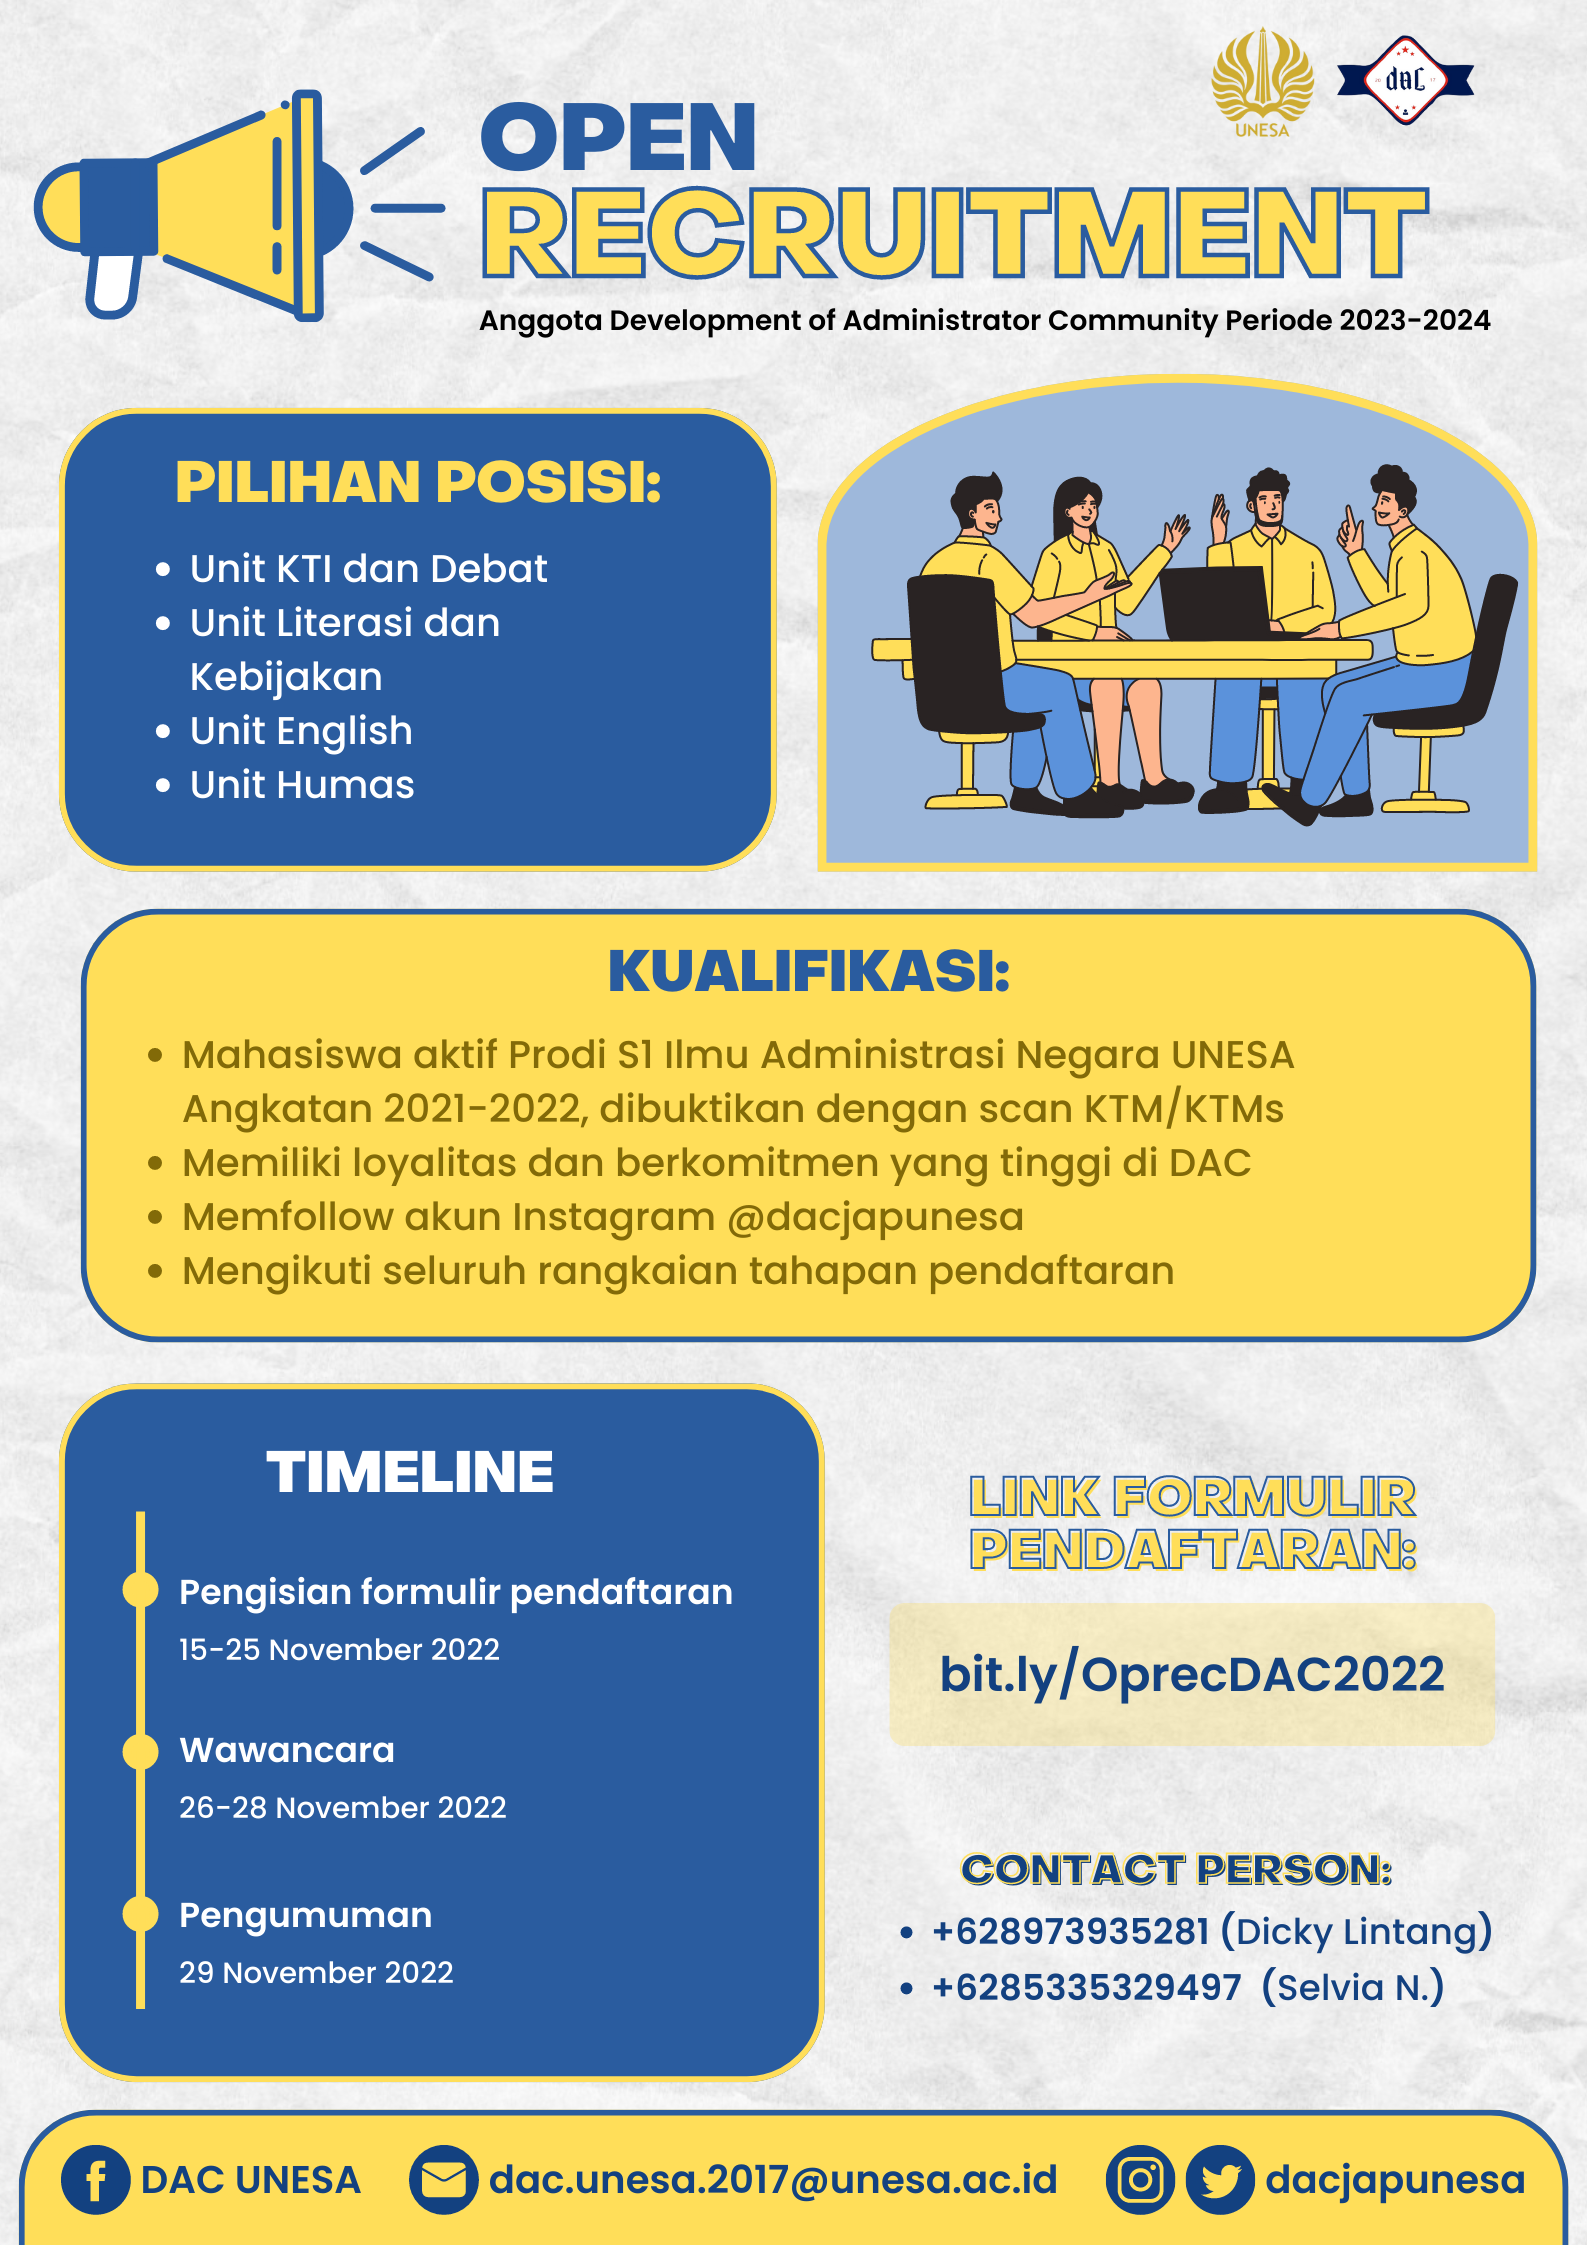 UNESA
dac
20 17
OPEN
RECRUITMENT
Anggota Development of Administrator Community Periode 2023-2024
PILIHAN POSISI:
• Unit KTI dan Debat
• Unit Literasi dan
Kebijakan
• Unit English
• Unit Humas
KUALIFIKASI:
• Mahasiswa aktif Prodi S1 Ilmu Administrasi Negara UNESA
Angkatan 2021-2022, dibuktikan dengan scan KTM/KTMs
• Memiliki loyalitas dan berkomitmen yang tinggi di DAC
• Memfollow akun Instagram @dacjapunesa
• Mengikuti seluruh rangkaian tahapan pendaftaran
TIMELINE
Pengisian formulir pendaftaran
15-25 November 2022
Wawancara
26-28 November 2022
Pengumuman
29 November 2022
LINK FORMULIR
PENDAFTARAN:
bit.ly/OprecDAC2022
CONTACT PERSON:
• +628973935281 (Dicky Lintang)
• +6285335329497 (Selvia N.)
DAC UNESA
dac.unesa.2017@unesa.ac.id
dacjapunesa